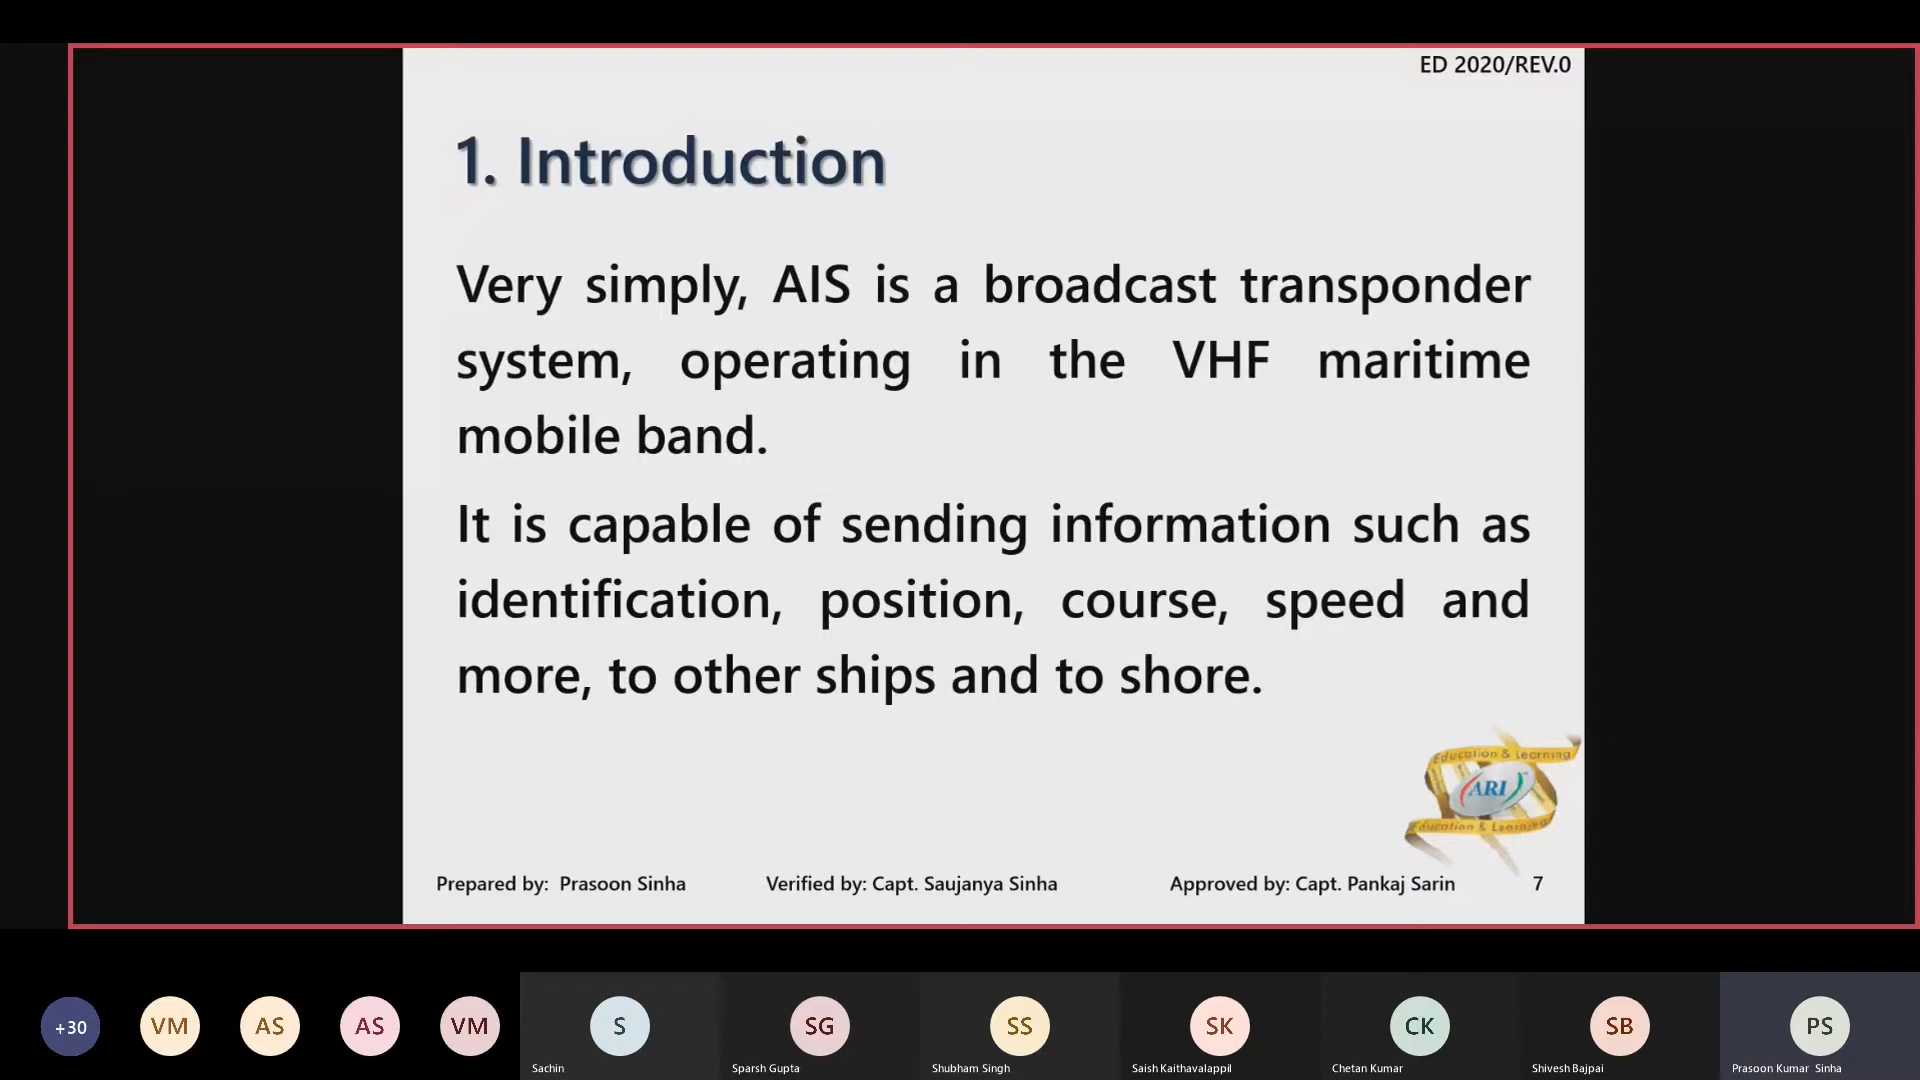 ED 2020/REV.0
1. Introduction
Very simply, AIS is a broadcast transponder
system, operating in the VHF maritime
mobile band.
It is capable of sending information such as
identification, position, course, speed and
more, to other ships and to shore.
Education & Learning
ARI
Education & Learning
Prepared by: Prasoon Sinha
Verified by: Capt. Saujanya Sinha
Approved by: Capt. Pankaj Sarin
7
+30
VM
AS
AS
VM
S
SG
SS
SK
CK
SB
PS
Sachin
Sparsh Gupta
Shubham Singh
Saish Kaithavalappil
Chetan Kumar
Shivesh Bajpai
Prasoon Kumar Sinha